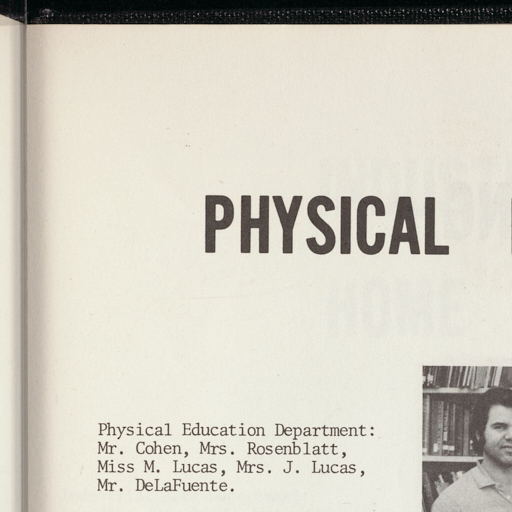 PHYSICAL
Physical Education Department:
Mr. Cohen, Mrs. Rosenblatt,
Miss M. Lucas, Mrs. J. Lucas,
Mr. DeLaFuente.